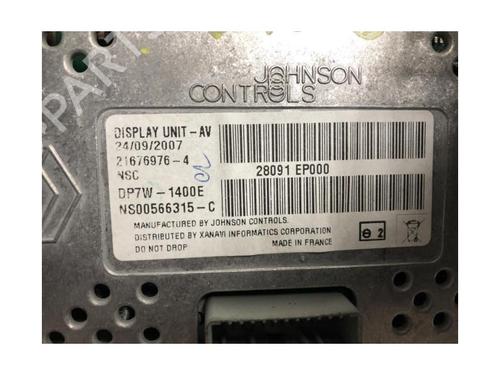 JOHNSON
CONTROLS
DISPLAY UNIT-AV
24/09/2007
21676976-4
NSC
28091 EP000
DP7W-1400E
NS00566315-C
MANUFACTURED BY JOHNSON CONTROLS.
DISTRIBUTED BY XANAVI INFORMATICS CORPORATION
DO NOT DROP
MADE IN FRANCE
2